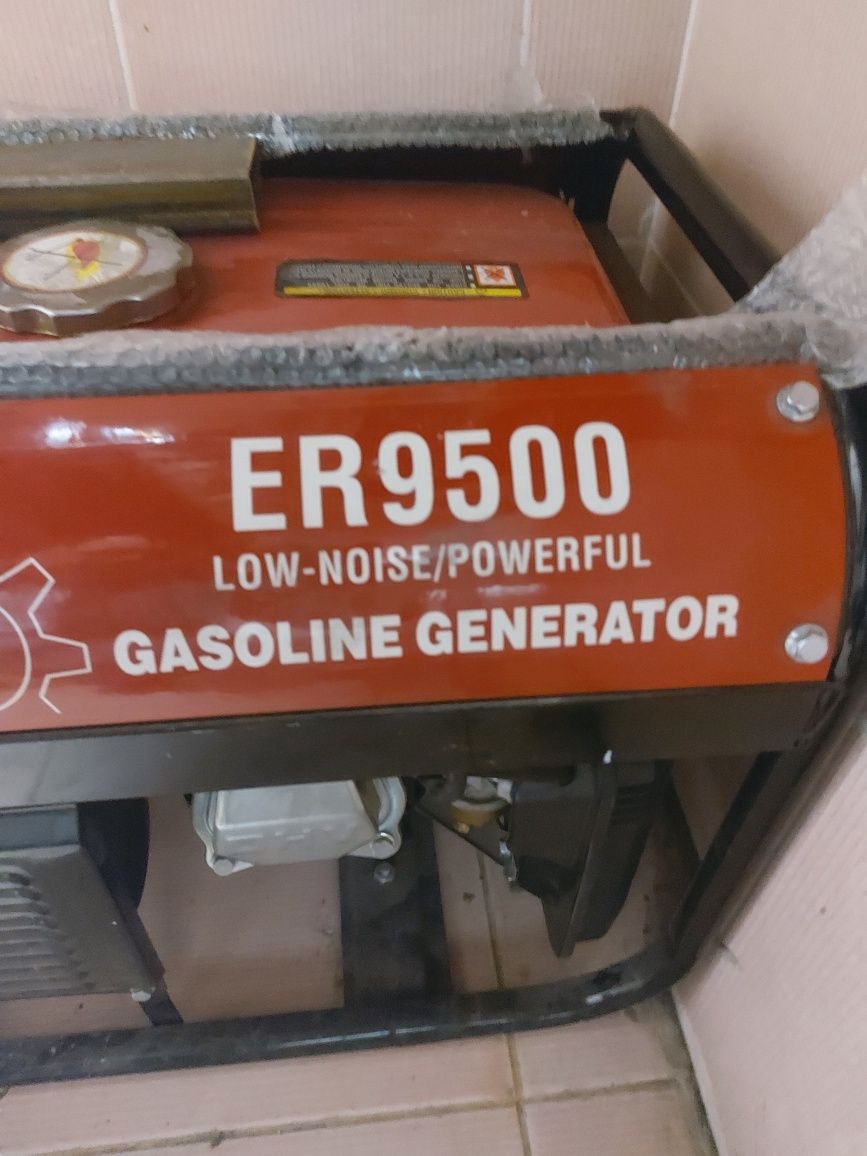 ER9500
LOW-NOISE/POWERFUL
GASOLINE GENERATOR